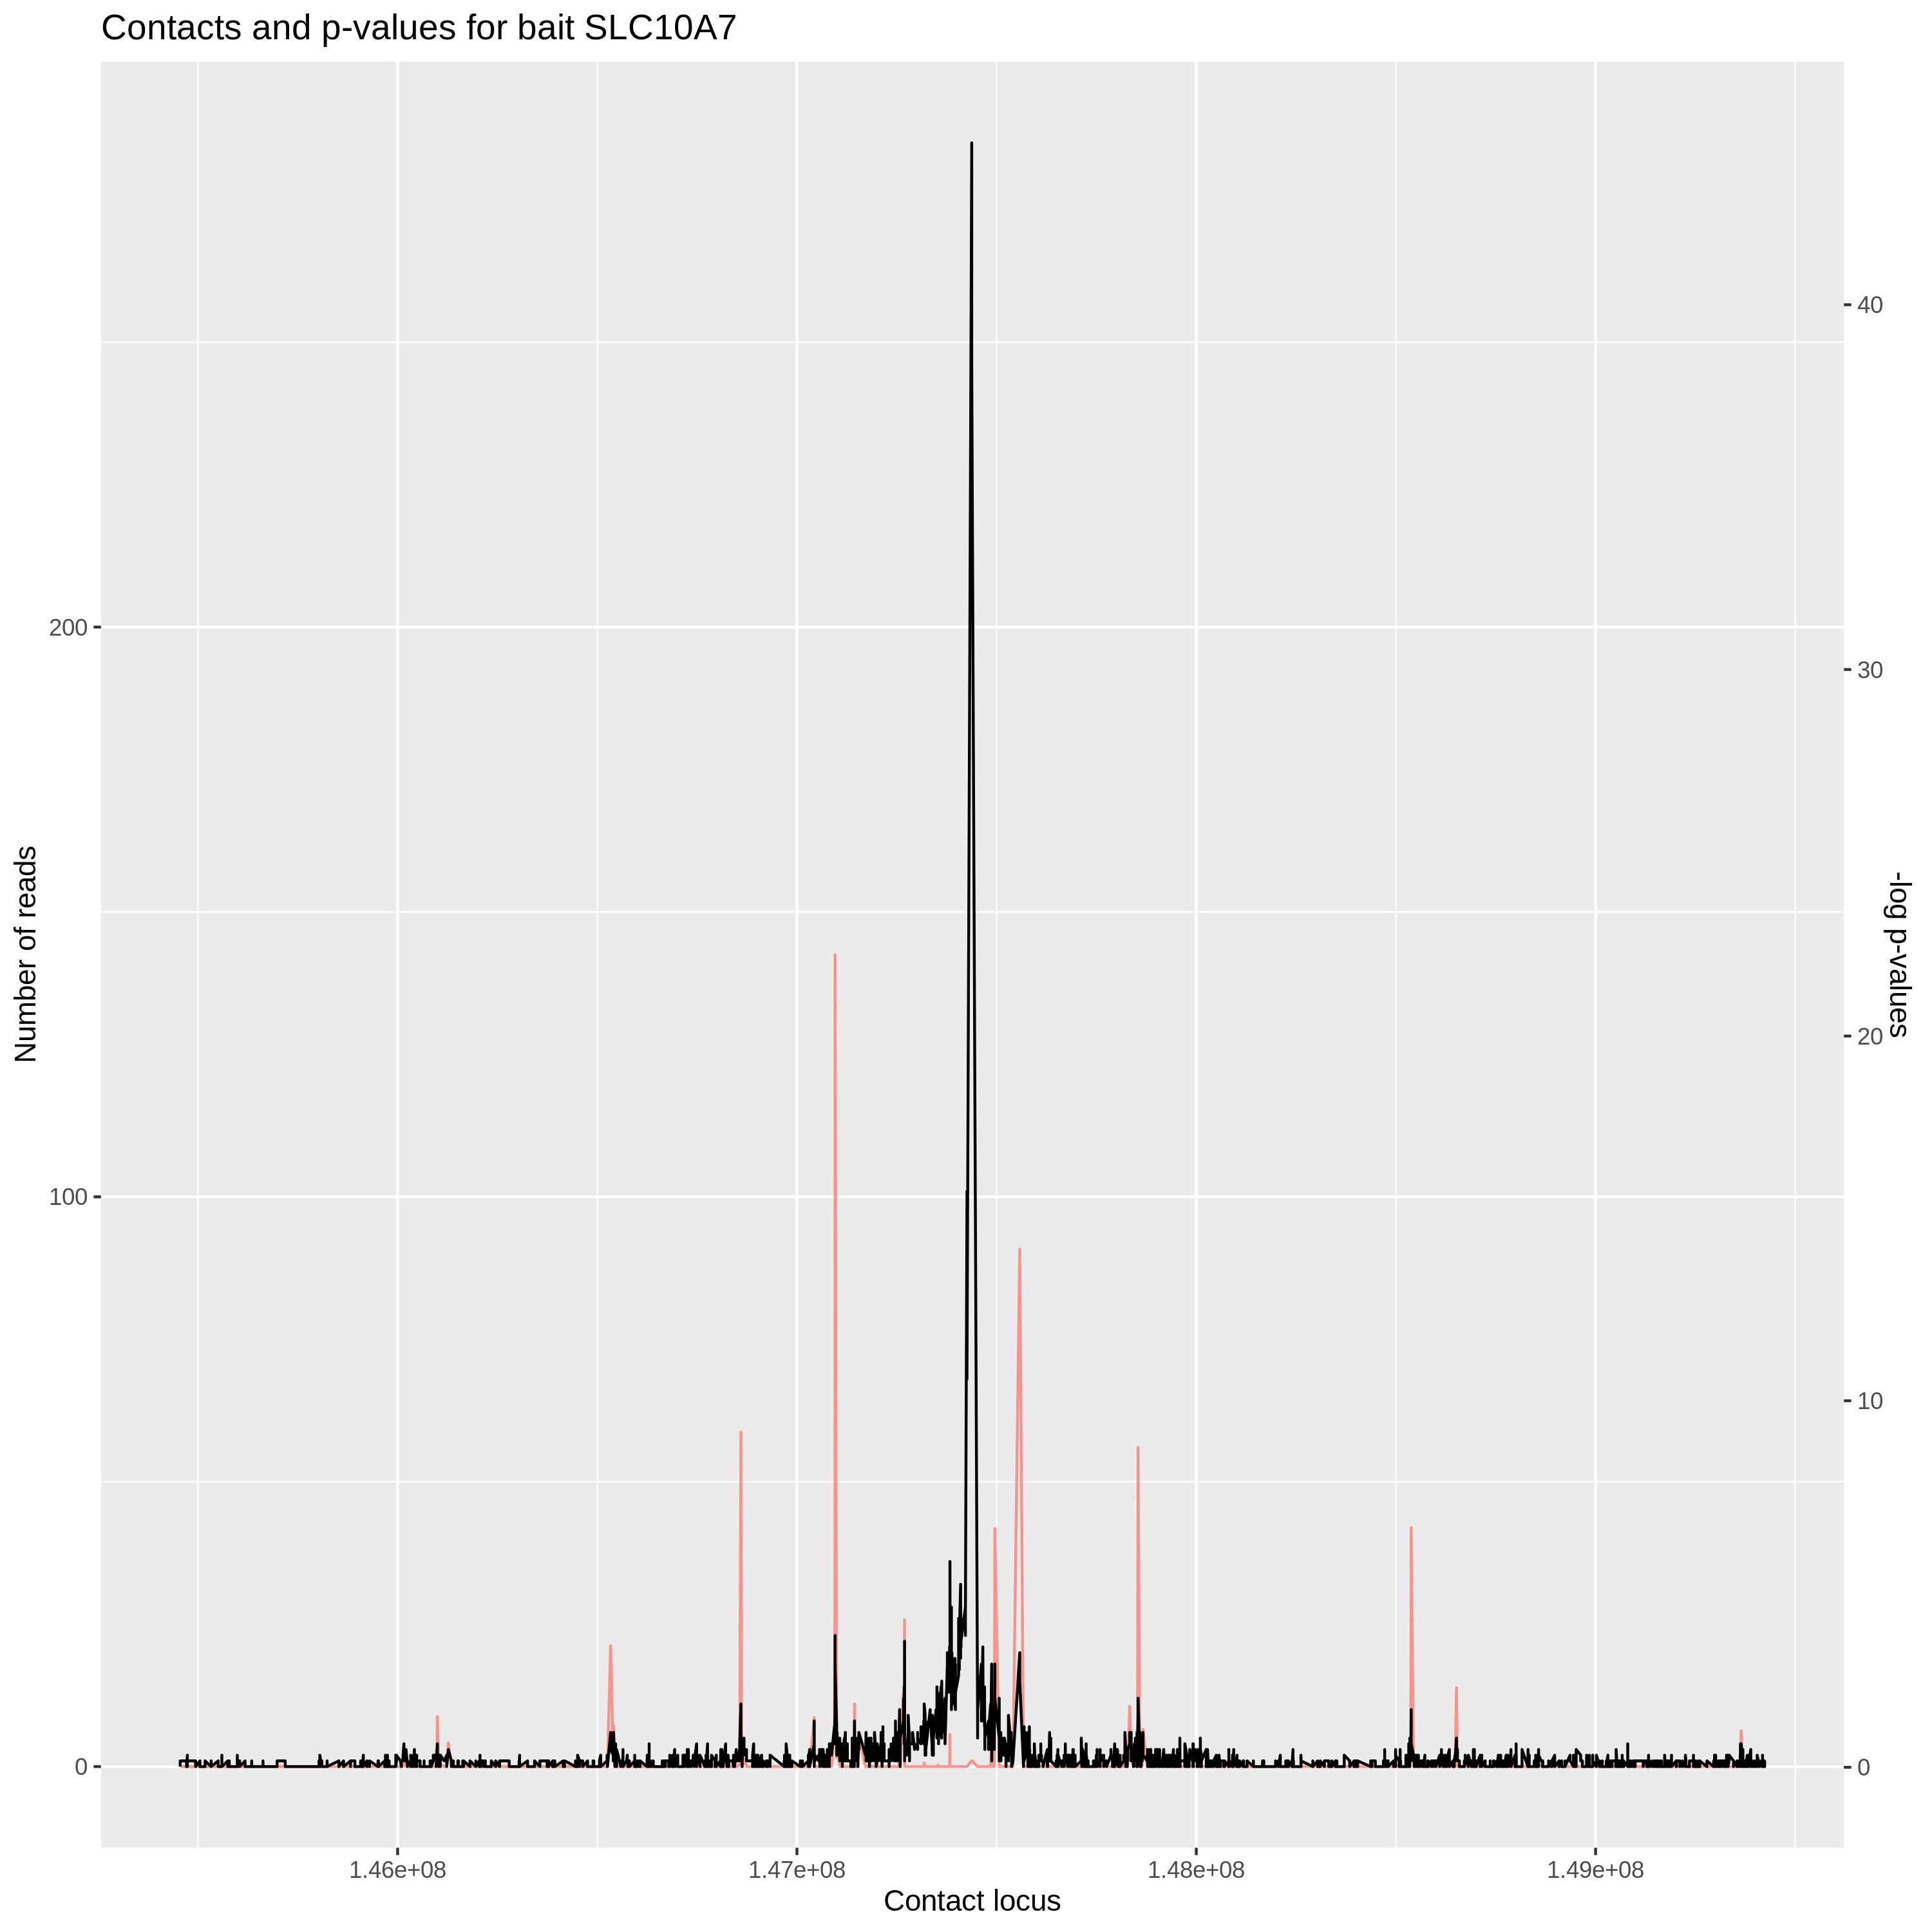 Contacts and p-values for bait SLC10A7
Number of reads
200
100
0
40
30
20
10
0
-log p-values
1.46e+08
1.47e+08
1.48e+08
1.49e+08
Contact locus